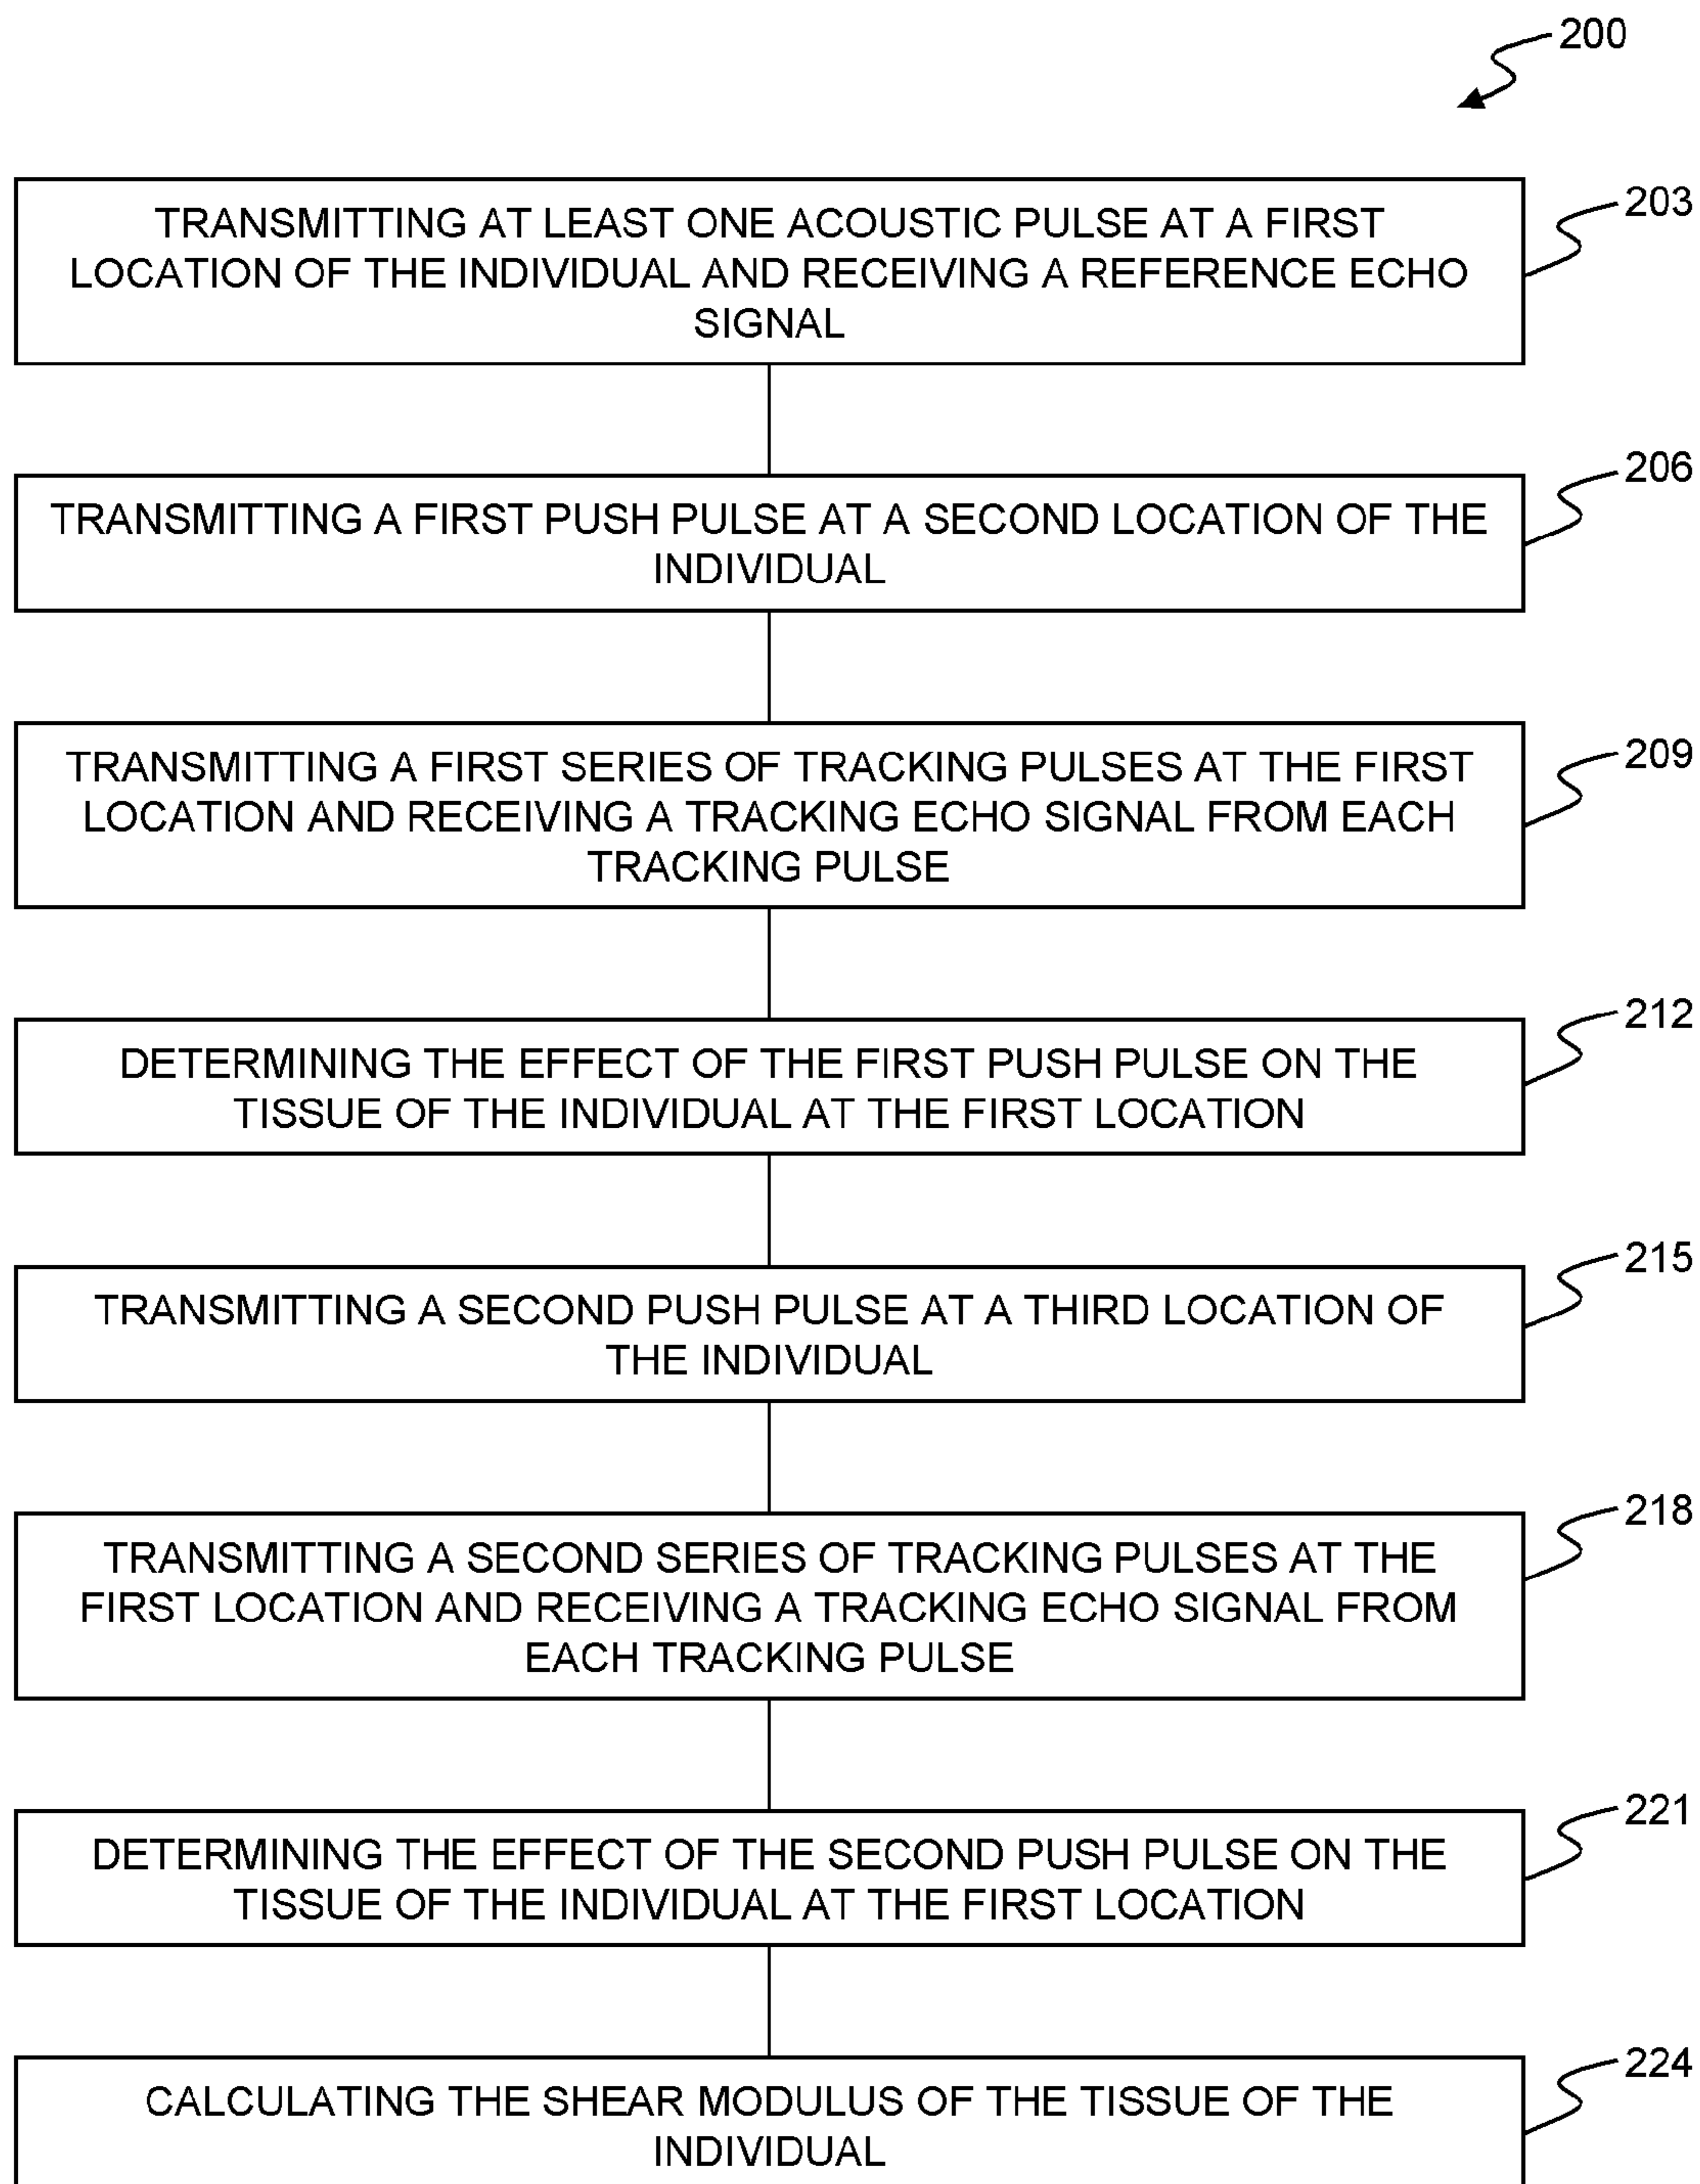 200
TRANSMITTING AT LEAST ONE ACOUSTIC PULSE AT A FIRST
LOCATION OF THE INDIVIDUAL AND RECEIVING A REFERENCE ECHO
SIGNAL
203
TRANSMITTING A FIRST PUSH PULSE AT A SECOND LOCATION OF THE
INDIVIDUAL
206
TRANSMITTING A FIRST SERIES OF TRACKING PULSES AT THE FIRST
LOCATION AND RECEIVING A TRACKING ECHO SIGNAL FROM EACH
TRACKING PULSE
209
DETERMINING THE EFFECT OF THE FIRST PUSH PULSE ON THE
TISSUE OF THE INDIVIDUAL AT THE FIRST LOCATION
212
TRANSMITTING A SECOND PUSH PULSE AT A THIRD LOCATION OF
THE INDIVIDUAL
215
TRANSMITTING A SECOND SERIES OF TRACKING PULSES AT THE
FIRST LOCATION AND RECEIVING A TRACKING ECHO SIGNAL FROM
EACH TRACKING PULSE
218
DETERMINING THE EFFECT OF THE SECOND PUSH PULSE ON THE
TISSUE OF THE INDIVIDUAL AT THE FIRST LOCATION
221
CALCULATING THE SHEAR MODULUS OF THE TISSUE OF THE
INDIVIDUAL
224